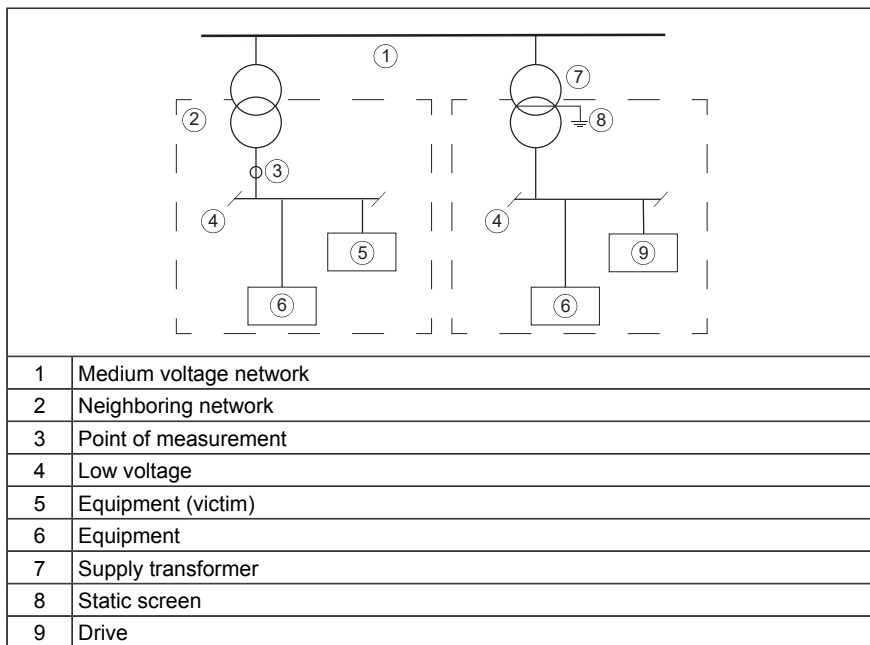 1
7
2
8
3
4
4
5
9
6
6
1 Medium voltage network
2 Neighboring network
3 Point of measurement
4 Low voltage
5 Equipment (victim)
6 Equipment
7 Supply transformer
8 Static screen
9 Drive